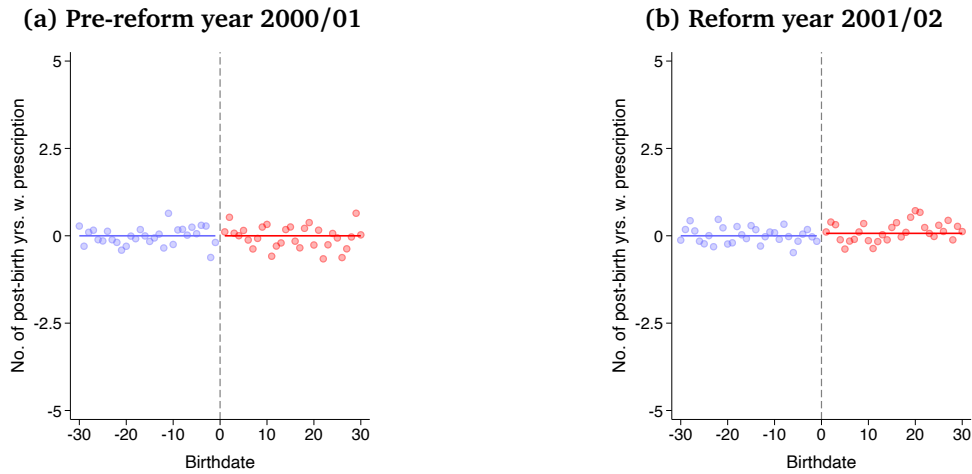 (a) Pre-reform year 2000/01
No. of post-birth yrs. w. prescription
5
2.5
0
-2.5
-5
-30 -20 -10 0 10 20 30
Birthdate
(b) Reform year 2001/02
No. of post-birth yrs. w. prescription
5
2.5
0
-2.5
-5
-30 -20 -10 0 10 20 30
Birthdate